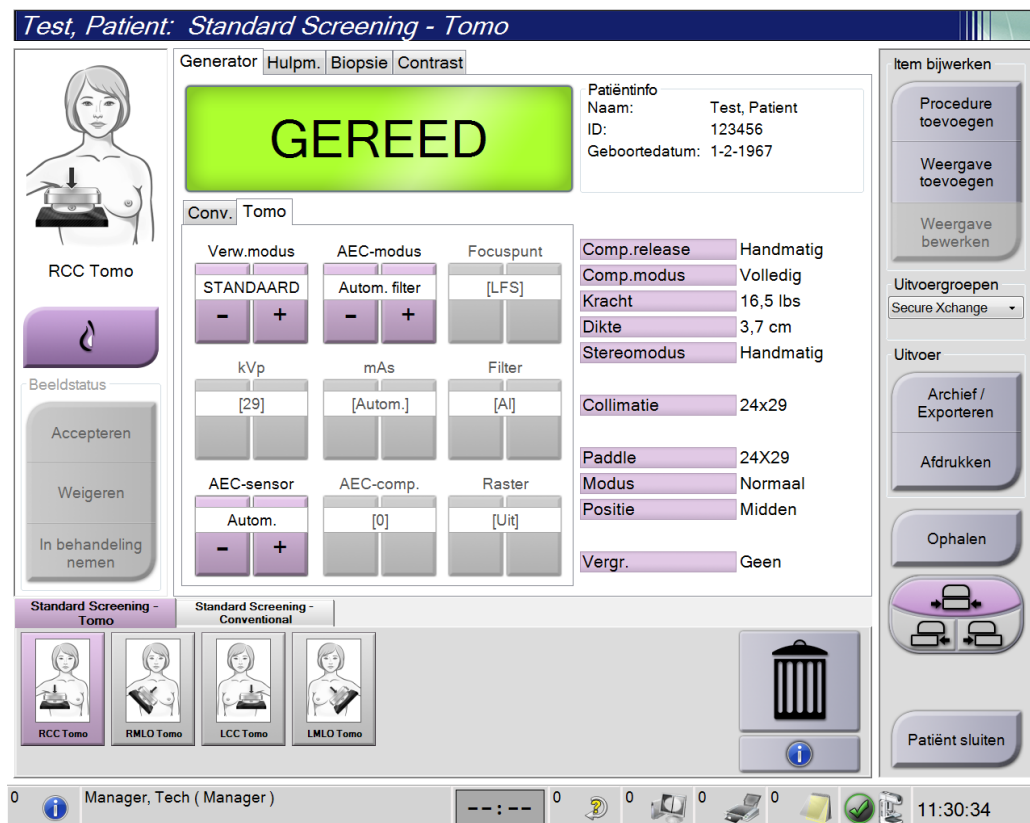 Test, Patient: Standard Screening - Tomo
Generator
Hulpm.
Biopsie
Contrast
GEREED
Patiëntinfo
Naam: Test, Patient
ID: 123456
Geboortedatum: 1-2-1967
RCC Tomo
Beeldstatus
Accepteren
Weigeren
In behandeling
nemen
Conv.
Tomo
Verw.modus
AEC-modus
Focuspunt
STANDAARD
Autom. filter
[LFS]
- +
- +
kVp
mAs
Filter
[29]
[Autom.]
[Al]
AEC-sensor
AEC-comp.
Raster
Autom.
[0]
[Uit]
- +
Comp.release Handmatig
Comp.modus Volledig
Kracht 16,5 lbs
Dikte 3,7 cm
Stereomodus Handmatig
Collimatie 24x29
Paddle 24X29
Modus Normaal
Positie Midden
Vergr. Geen
Item bijwerken
Procedure
toevoegen
Weergave
toevoegen
Weergave
bewerken
Uitvoergroepen
Secure Xchange
Uitvoer
Archief /
Exporteren
Afdrukken
Ophalen
Patiënt sluiten
Standard Screening -
Tomo
Standard Screening -
Conventional
RCC Tomo
RMLO Tomo
LCC Tomo
LMLO Tomo
0
Manager, Tech ( Manager )
--:--
0
0
0
0
11:30:34